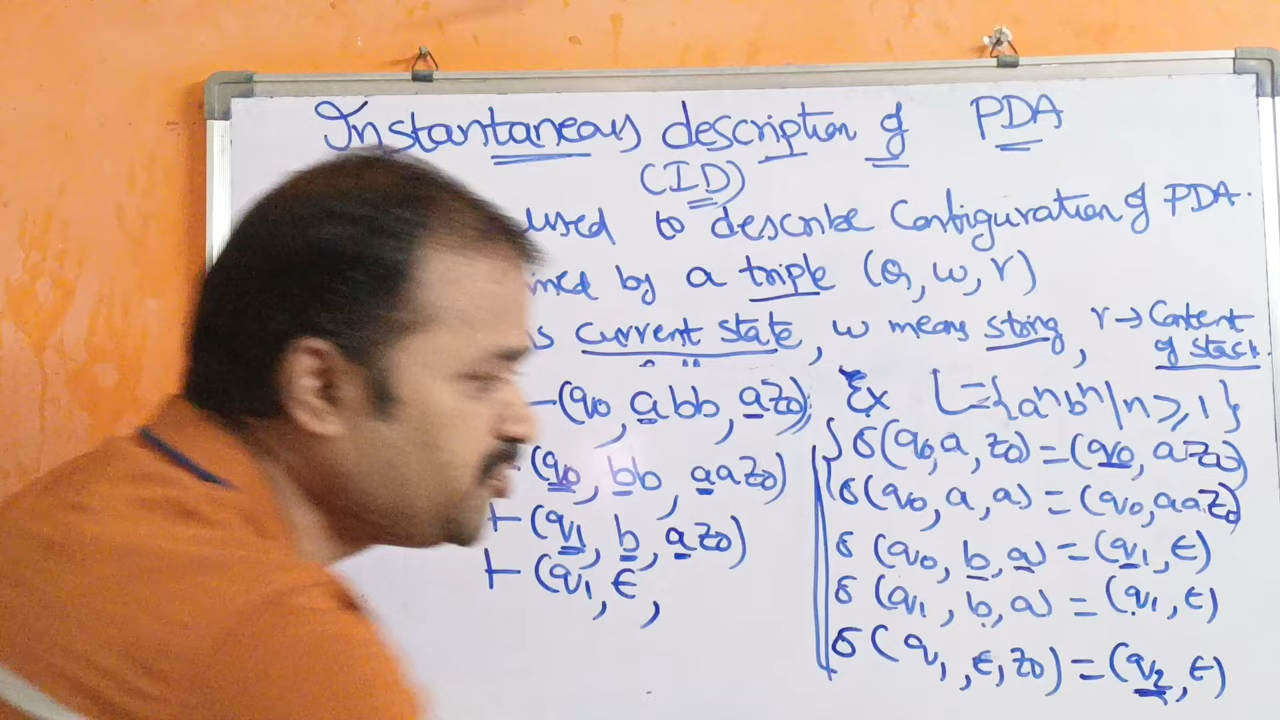 Instantaneous description of PDA
(ID)
used to describe Configuration of PDA.
ined by a triple (Q, w, r)
s current state, w means string, r → Content of stack.
⊢ (q0, abb, az0);
(q0, bb, aaz0)
⊢ (q1, b, az0)
⊢ (q1, ϵ,
Ex L={a^n b^n | n ≥, 1}
δ(q0, a, z0) = (q0, az0)
δ(q0, a, a) = (q0, aaz0)
δ (q0, b, a) = (q1, ϵ)
δ (q1, b, a) = (q1, ϵ)
δ (q1, ϵ, z0) = (q2, ϵ)